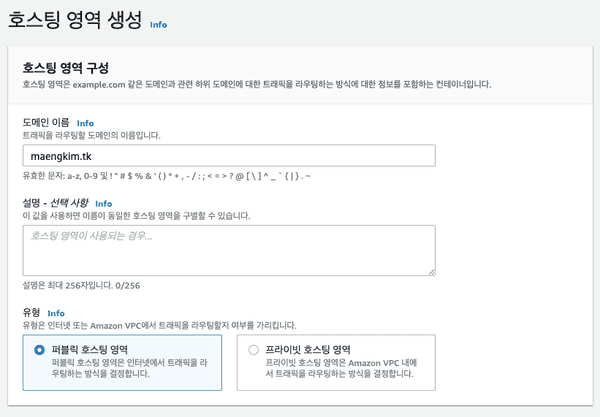 호스팅 영역 생성 Info
호스팅 영역 구성
호스팅 영역은 example.com 같은 도메인과 관련 하위 도메인에 대한 트래픽을 라우팅하는 방식에 대한 정보를 포함하는 컨테이너입니다.
도메인 이름 Info
트래픽을 라우팅할 도메인의 이름입니다.
maengkim.tk
유효한 문자: a-z, 0-9 및 ! " # $ % & ' ( ) * + , - / : ; < = > ? @ [ \ ] ^ _ ` { | } . ~
설명 - 선택 사항 Info
이 값을 사용하면 이름이 동일한 호스팅 영역을 구별할 수 있습니다.
호스팅 영역이 사용되는 경우...
설명은 최대 256자입니다. 0/256
유형 Info
유형은 인터넷 또는 Amazon VPC에서 트래픽을 라우팅할지 여부를 가리킵니다.
퍼블릭 호스팅 영역
퍼블릭 호스팅 영역은 인터넷에서 트래픽을 라
우팅하는 방식을 결정합니다.
프라이빗 호스팅 영역
프라이빗 호스팅 영역은 Amazon VPC 내에
서 트래픽을 라우팅하는 방식을 결정합니다.